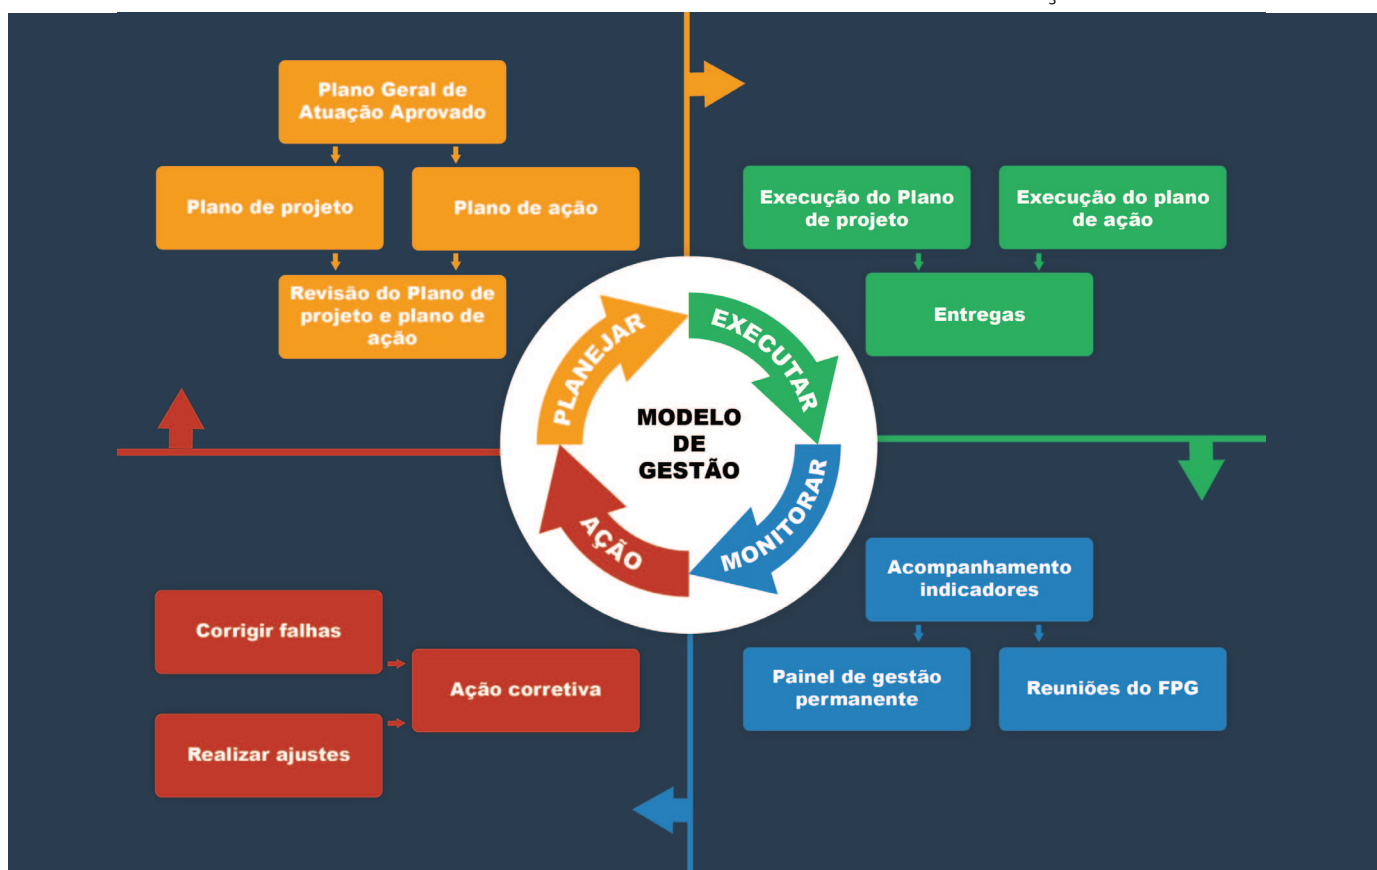 Plano Geral de
Atuação Aprovado
Plano de projeto
Plano de ação
Revisão do Plano de
projeto e plano de
ação
Execução do Plano
de projeto
Execução do plano
de ação
Entregas
PLANEJAR
EXECUTAR
MODELO
DE
GESTÃO
MONITORAR
AÇÃO
Corrigir falhas
Ação corretiva
Realizar ajustes
Acompanhamento
indicadores
Painel de gestão
permanente
Reuniões do FPG